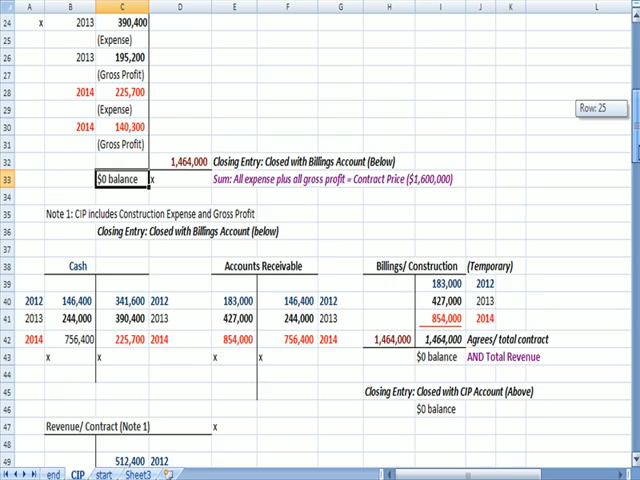 A B C D E F G H I J K L
24 x 2013 390,400
25 (Expense)
26 2013 195,200
27 (Gross Profit)
28 2014 225,700
29 (Expense)
30 2014 140,300
31 (Gross Profit)
32 1,464,000 Closing Entry: Closed with Billings Account (Below)
33 $0 balance x Sum: All expense plus all gross profit = Contract Price ($1,600,000)
34
35 Note 1: CIP includes Construction Expense and Gross Profit
36 Closing Entry: Closed with Billings Account (below)
37
38 Cash Accounts Receivable Billings/ Construction (Temporary)
39 183,000 2012
40 2012 146,400 341,600 2012 183,000 146,400 2012 427,000 2013
41 2013 244,000 390,400 2013 427,000 244,000 2013 854,000 2014
42 2014 756,400 225,700 2014 854,000 756,400 2014 1,464,000 1,464,000 Agrees/ total contract
43 x x x x $0 balance AND Total Revenue
44
45 Closing Entry: Closed with CIP Account (Above)
46 $0 balance
47 Revenue/ Contract (Note 1) x
48
49 512,400 2012
Row: 25
end CIP start Sheet3